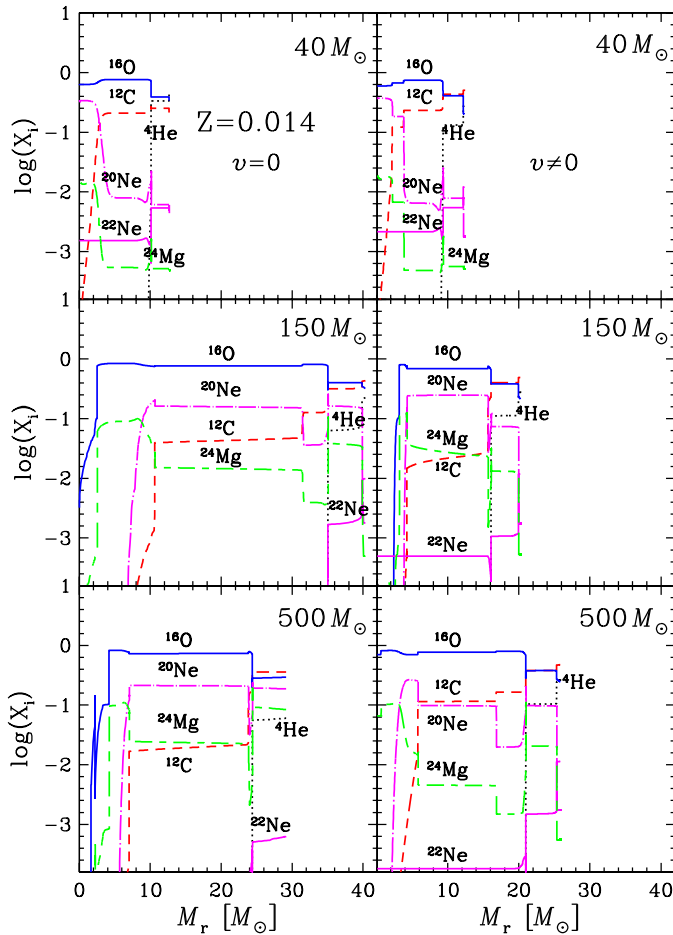 1
0
-1
-2
-3
log(Xᵢ)
40 M⊙
¹⁶O
¹²C
⁴He
Z=0.014
υ=0
²⁰Ne
²²Ne
²⁴Mg
40 M⊙
¹⁶O
¹²C
⁴He
υ≠0
²⁰Ne
²²Ne
²⁴Mg
1
0
-1
-2
-3
log(Xᵢ)
150 M⊙
¹⁶O
²⁰Ne
¹²C
⁴He
²⁴Mg
²²Ne
150 M⊙
¹⁶O
²⁰Ne
⁴He
²⁴Mg
¹²C
²²Ne
1
0
-1
-2
-3
log(Xᵢ)
500 M⊙
¹⁶O
²⁰Ne
²⁴Mg
⁴He
¹²C
²²Ne
500 M⊙
¹⁶O
⁴He
¹²C
²⁰Ne
²⁴Mg
²²Ne
0 10 20 30 40
0 10 20 30 40
Mᵣ [M⊙]
Mᵣ [M⊙]